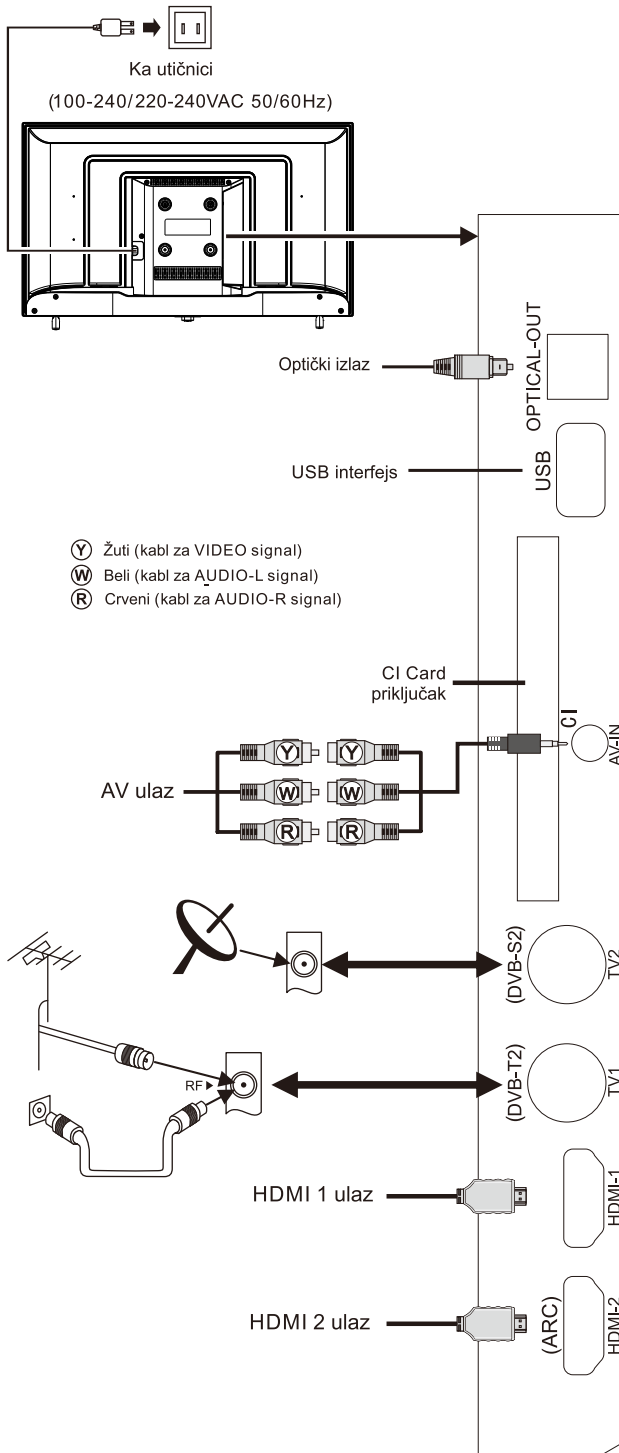 Ka utičnici
(100-240/220-240VAC 50/60Hz)
Optički izlaz
OPTICAL-OUT
USB interfejs
USB
Y Žuti (kabl za VIDEO signal)
W Beli (kabl za AUDIO-L signal)
R Crveni (kabl za AUDIO-R signal)
CI Card
priključak
CI
AV-IN
AV ulaz
Y Y
W W
R R
(DVB-S2)
TV2
RF
(DVB-T2)
TV1
HDMI 1 ulaz
HDMI-1
HDMI 2 ulaz
(ARC)
HDMI-2